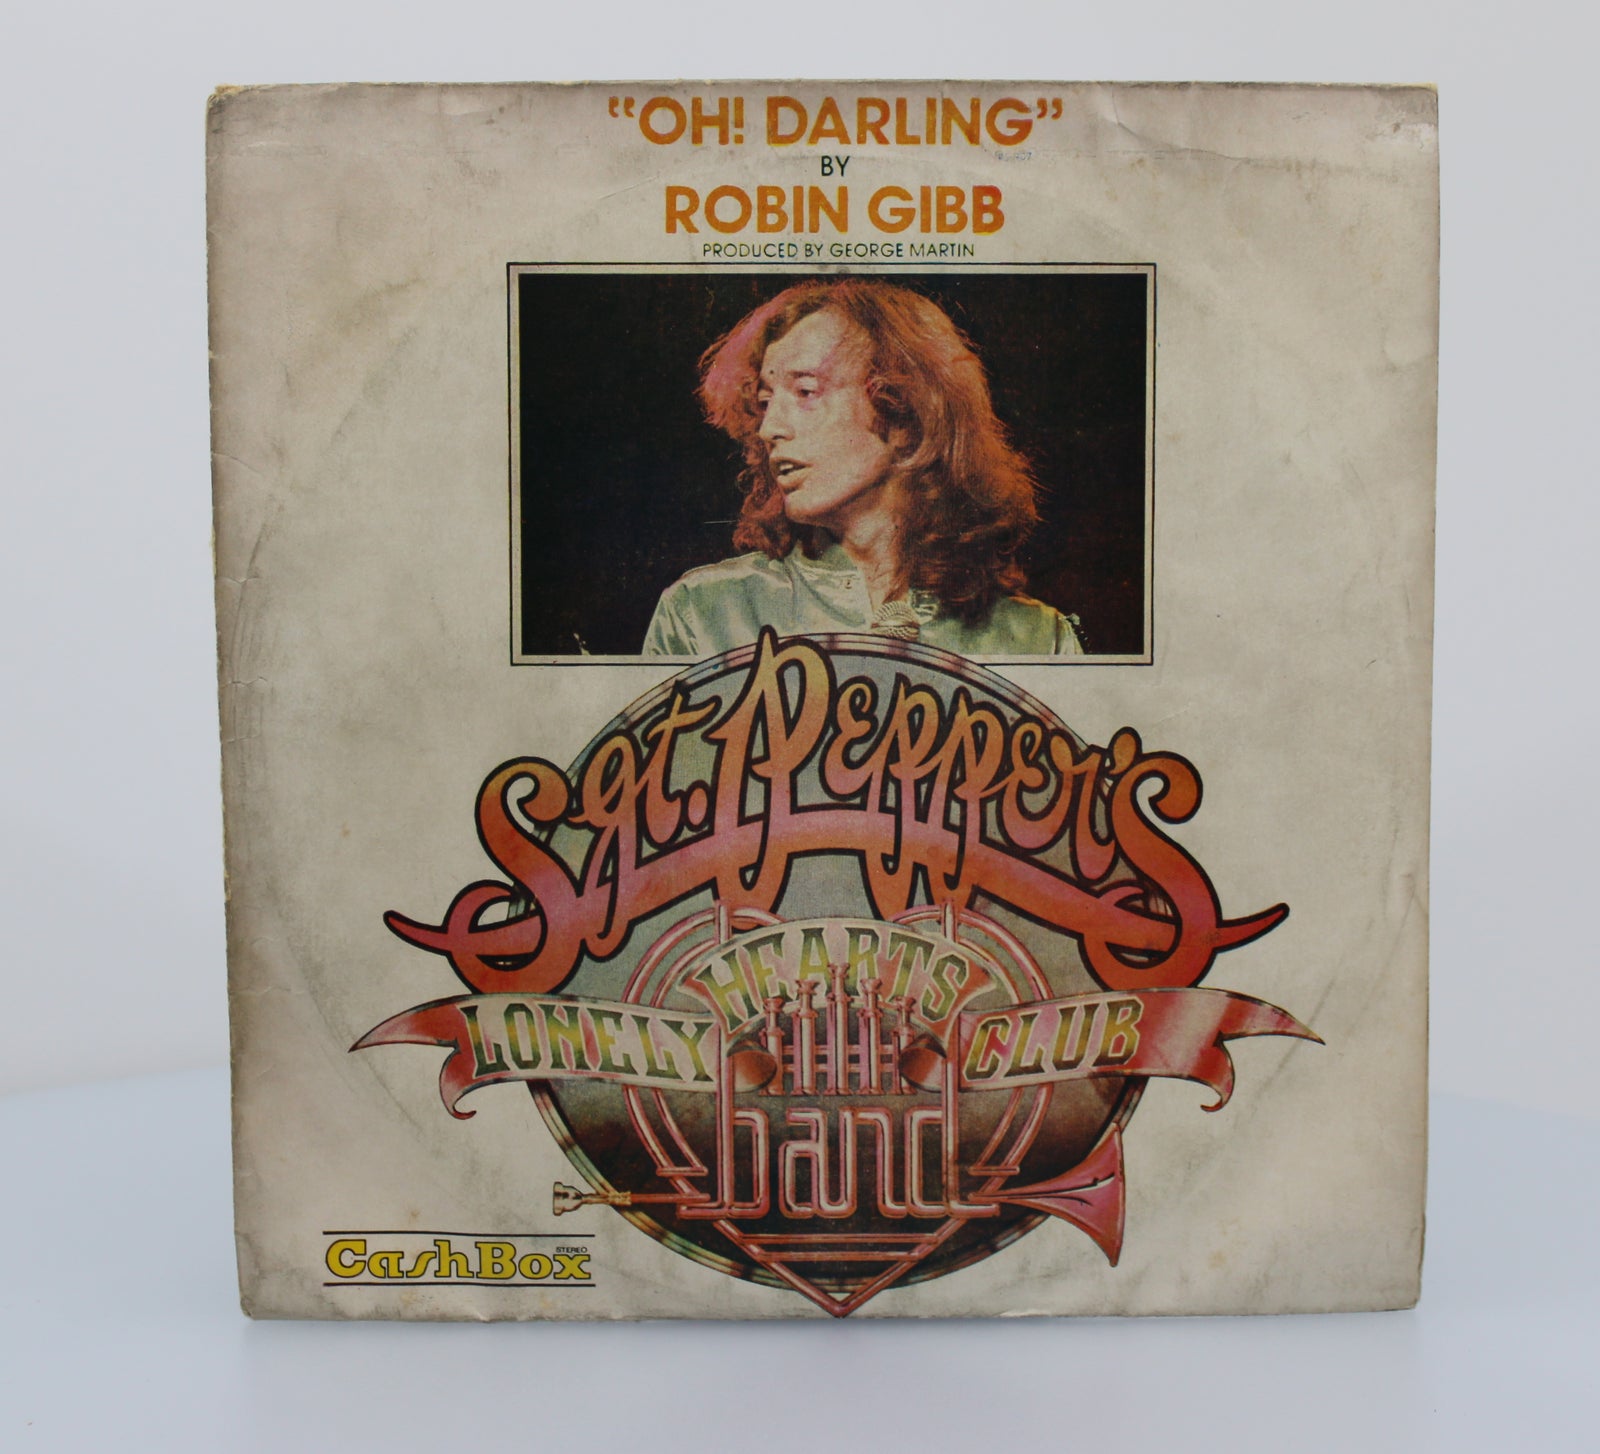 "OH! DARLING"
BY
ROBIN GIBB
PRODUCED BY GEORGE MARTIN
Sgt. Pepper's
LONELY HEARTS CLUB
band
CashBox
STEREO